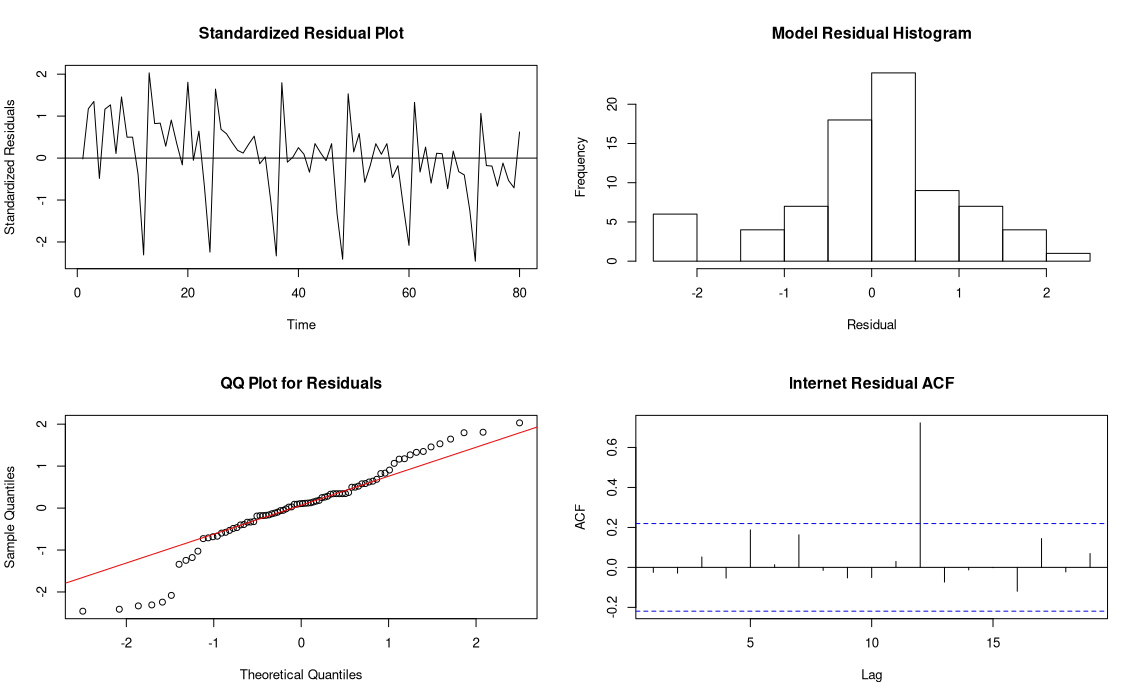 Standardized Residual Plot
Standardized Residuals
2
1
0
-1
-2
0 20 40 60 80
Time
Model Residual Histogram
Frequency
20
15
10
5
0
-2 -1 0 1 2
Residual
QQ Plot for Residuals
Sample Quantiles
2
1
0
-1
-2
-2 -1 0 1 2
Theoretical Quantiles
Internet Residual ACF
ACF
0.6
0.4
0.2
0.0
-0.2
5 10 15
Lag